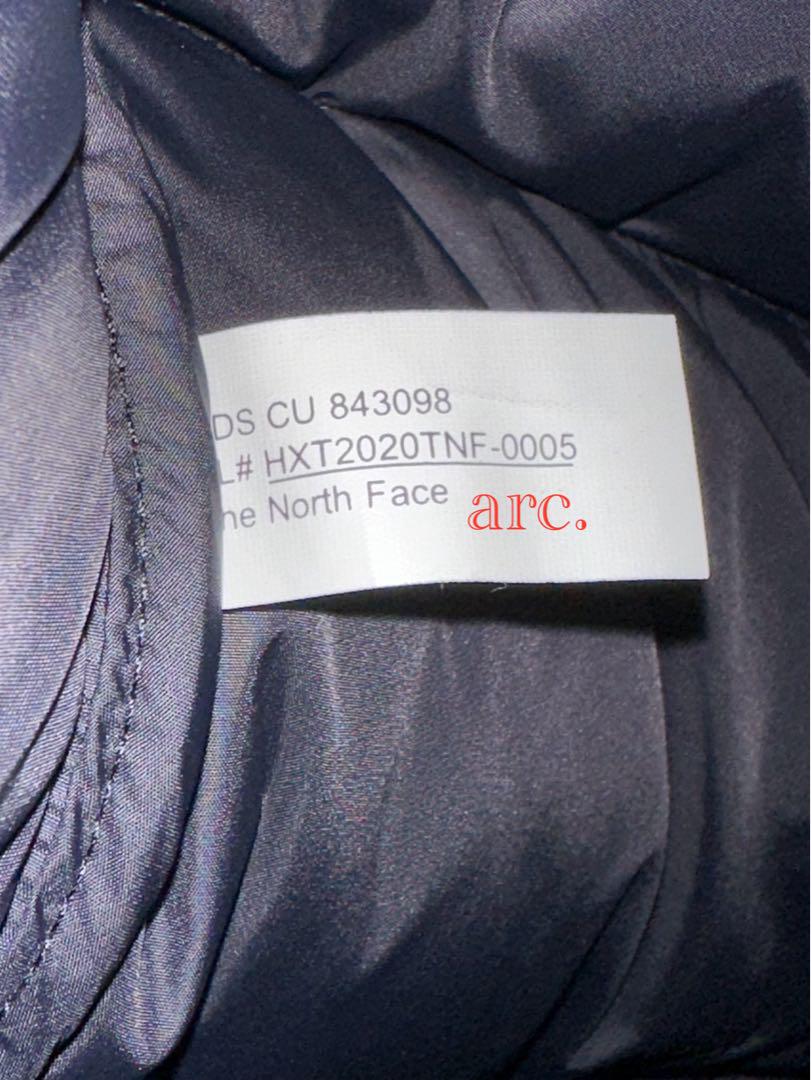 DS CU 843098
L# HXT2020TNF-0005
he North Face
arc.